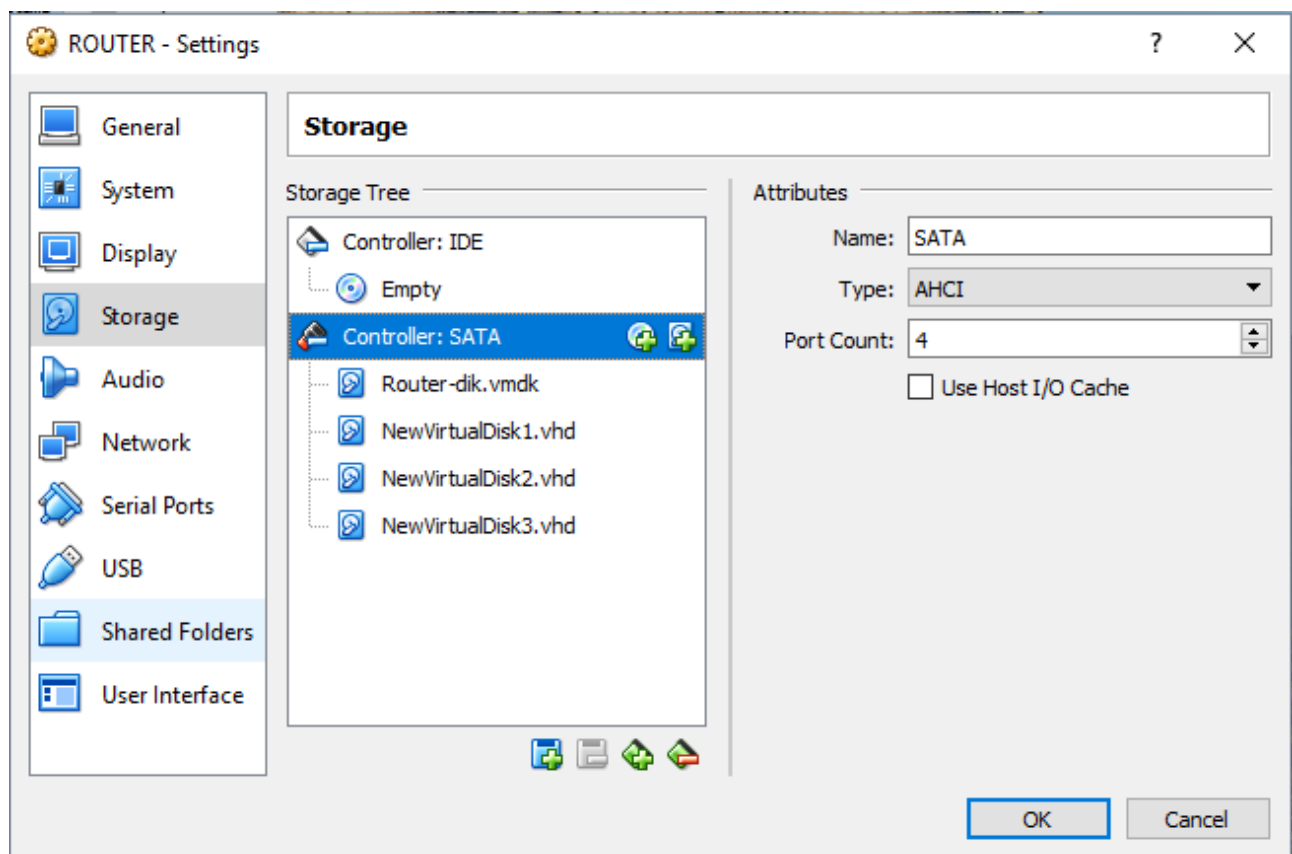 ROUTER - Settings
?
General
System
Display
Storage
Audio
Network
Serial Ports
USB
Shared Folders
User Interface
Storage
Storage Tree
Controller: IDE
Empty
Controller: SATA
Router-dik.vmdk
NewVirtualDisk1.vhd
NewVirtualDisk2.vhd
NewVirtualDisk3.vhd
Attributes
Name: SATA
Type: AHCI
Port Count: 4
Use Host I/O Cache
OK
Cancel